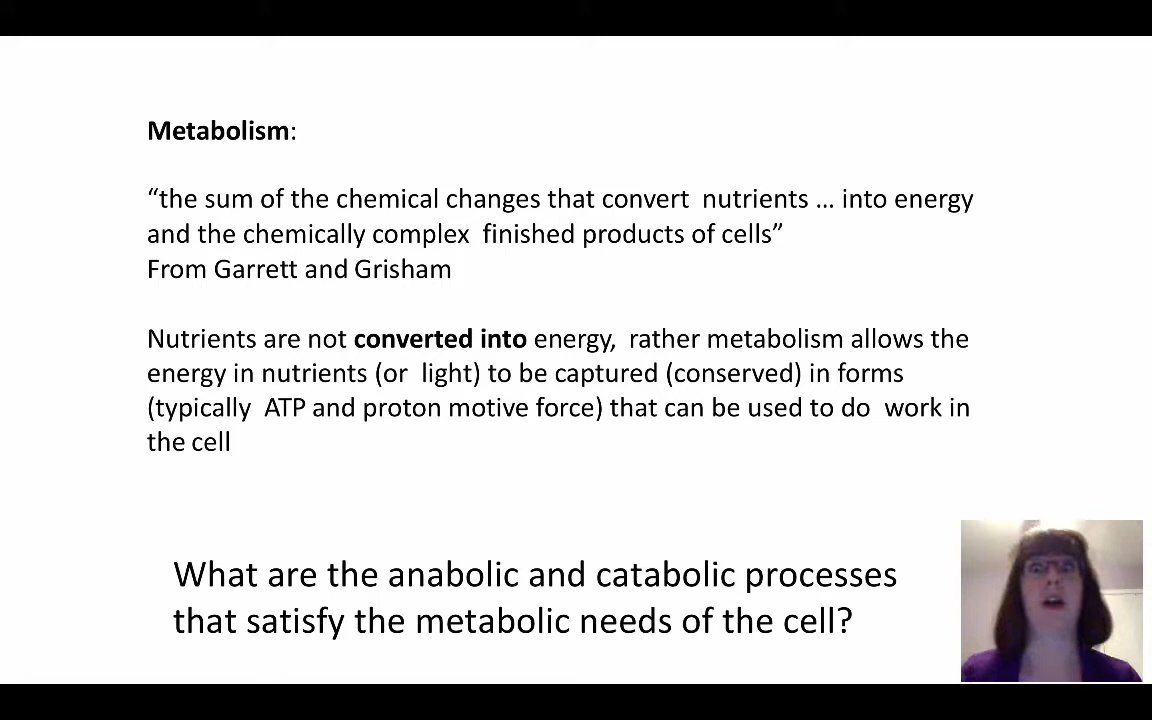 Metabolism:
“the sum of the chemical changes that convert nutrients ... into energy
and the chemically complex finished products of cells”
From Garrett and Grisham
Nutrients are not converted into energy, rather metabolism allows the
energy in nutrients (or light) to be captured (conserved) in forms
(typically ATP and proton motive force) that can be used to do work in
the cell
What are the anabolic and catabolic processes
that satisfy the metabolic needs of the cell?